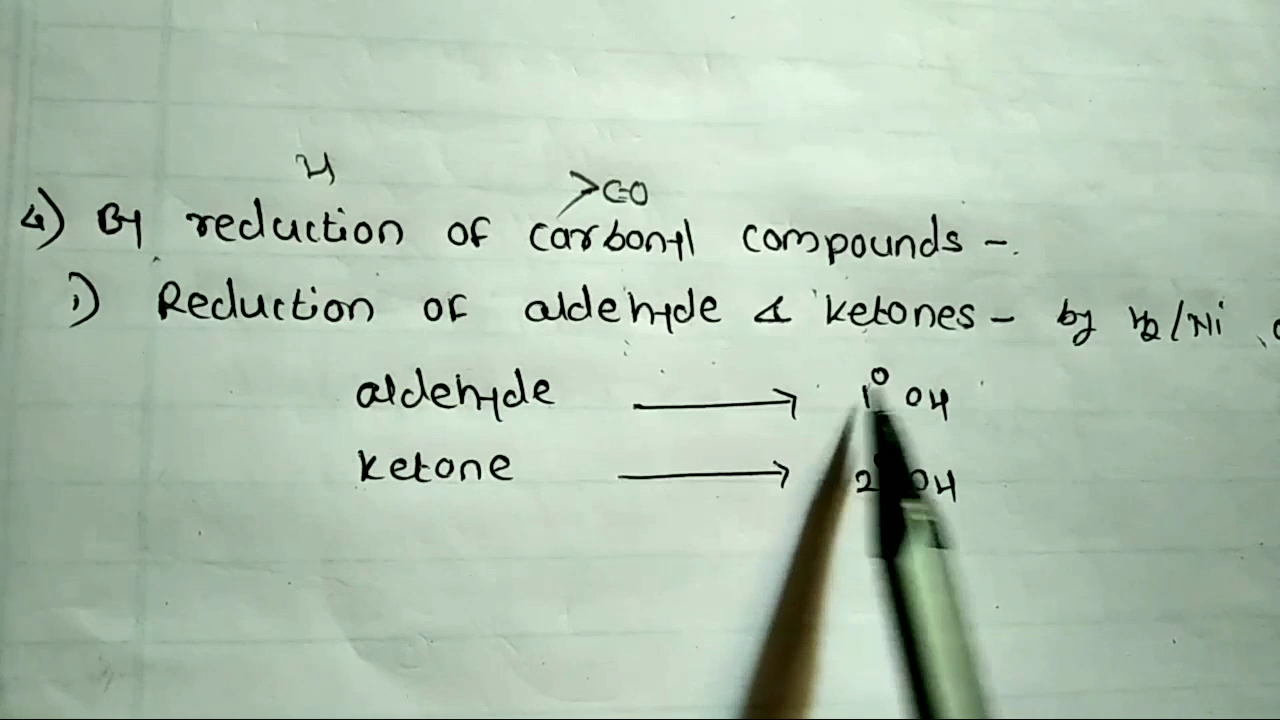 H >C=O
4) By reduction of carbonyl compounds -.
i) Reduction of aldehyde & ketones - by H2/Ni
aldehyde ⟶ 1° OH
ketone ⟶ 2° OH